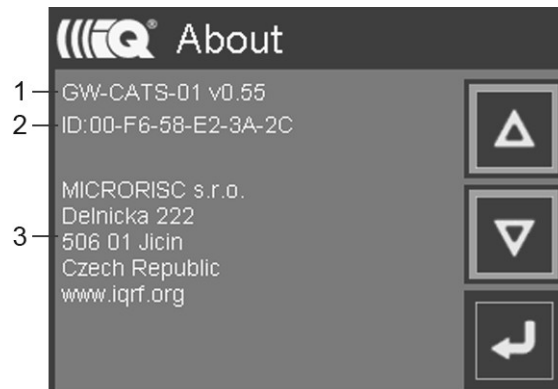 IQ® About
1
GW-CATS-01 v0.55
2
ID:00-F6-58-E2-3A-2C
MICRORISC s.r.o.
Delnicka 222
3
506 01 Jicin
Czech Republic
www.iqrf.org